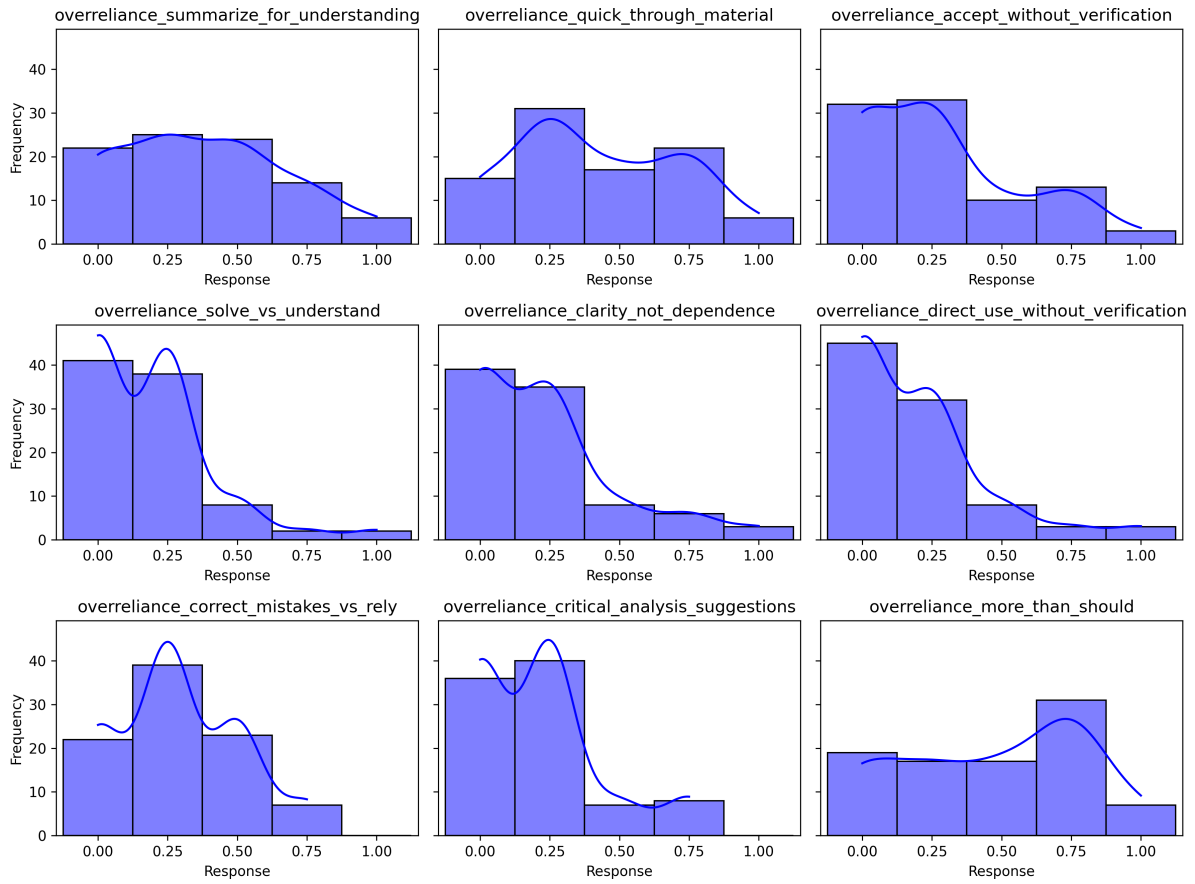 overreliance_summarize_for_understanding
overreliance_quick_through_material
overreliance_accept_without_verification
Frequency
40
30
20
10
0
0.00 0.25 0.50 0.75 1.00
0.00 0.25 0.50 0.75 1.00
0.00 0.25 0.50 0.75 1.00
Response
Response
Response
overreliance_solve_vs_understand
overreliance_clarity_not_dependence
overreliance_direct_use_without_verification
Frequency
40
30
20
10
0
0.00 0.25 0.50 0.75 1.00
0.00 0.25 0.50 0.75 1.00
0.00 0.25 0.50 0.75 1.00
Response
Response
Response
overreliance_correct_mistakes_vs_rely
overreliance_critical_analysis_suggestions
overreliance_more_than_should
Frequency
40
30
20
10
0
0.00 0.25 0.50 0.75 1.00
0.00 0.25 0.50 0.75 1.00
0.00 0.25 0.50 0.75 1.00
Response
Response
Response